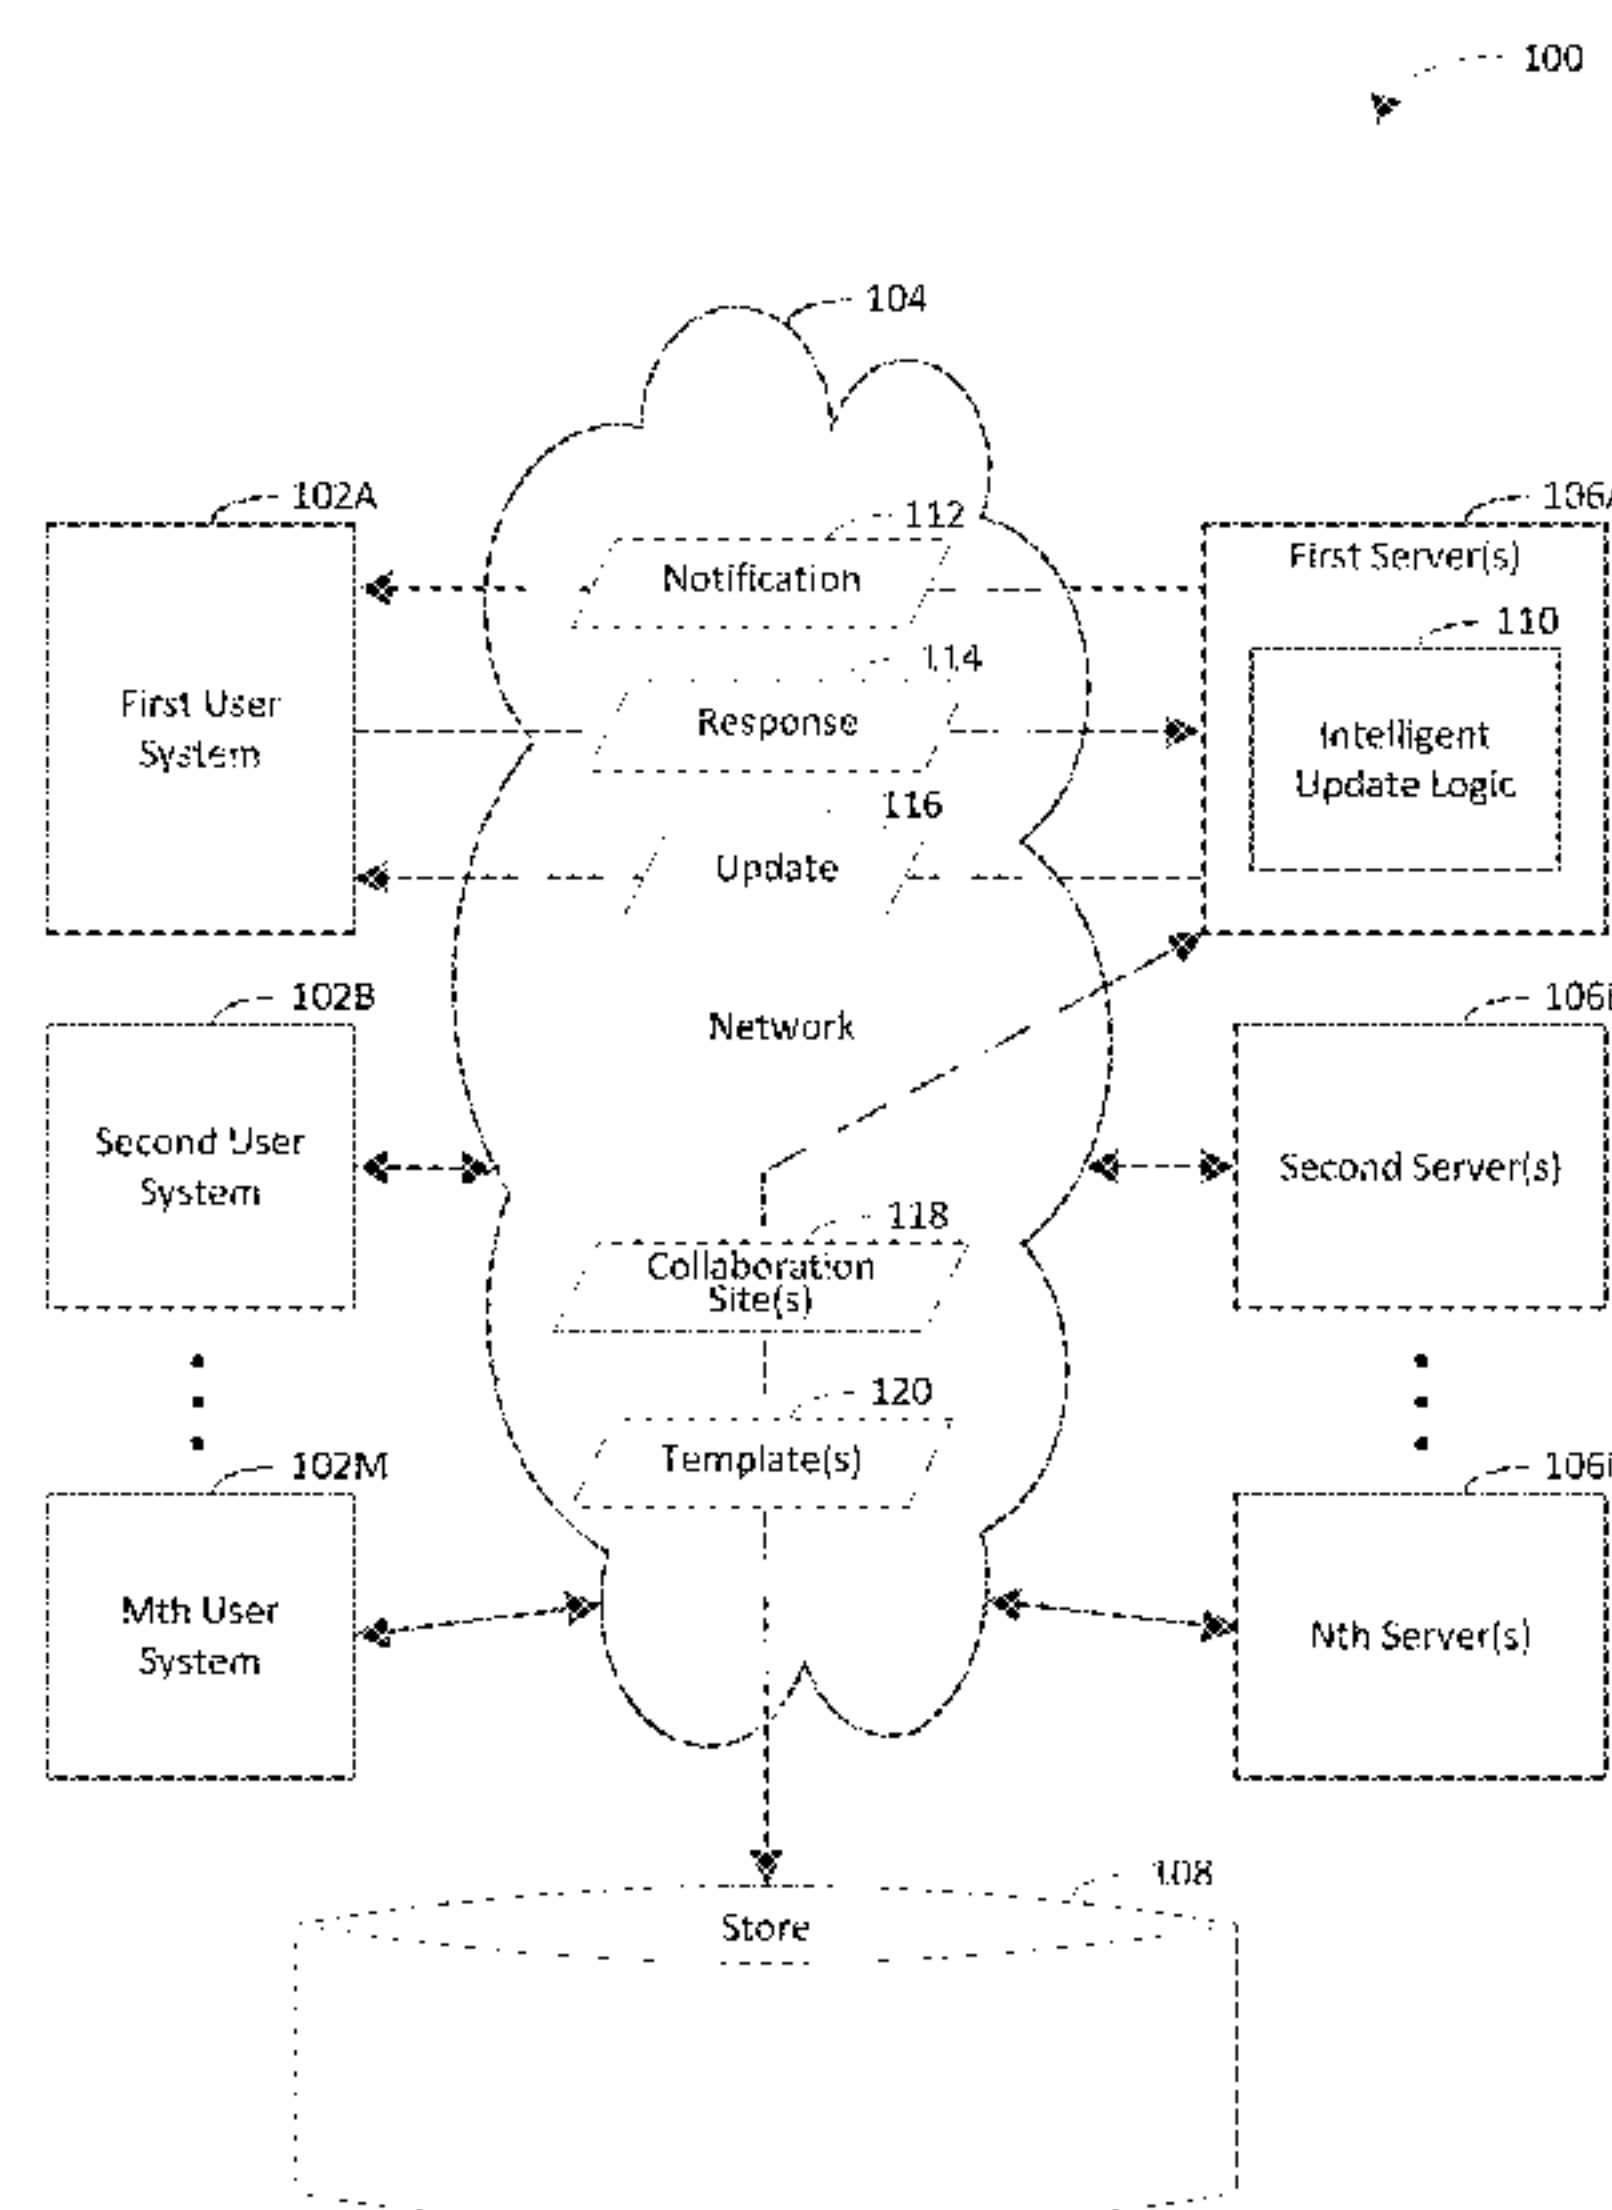 100
104
102A
112
First Server(s)
Notification
110
114
First User
System
Response
Intelligent
Update Logic
116
Update
102B
Network
Second User
System
Second Server(s)
118
Collaboration
Site(s)
120
Template(s)
102M
Mth User
System
Nth Server(s)
108
Store